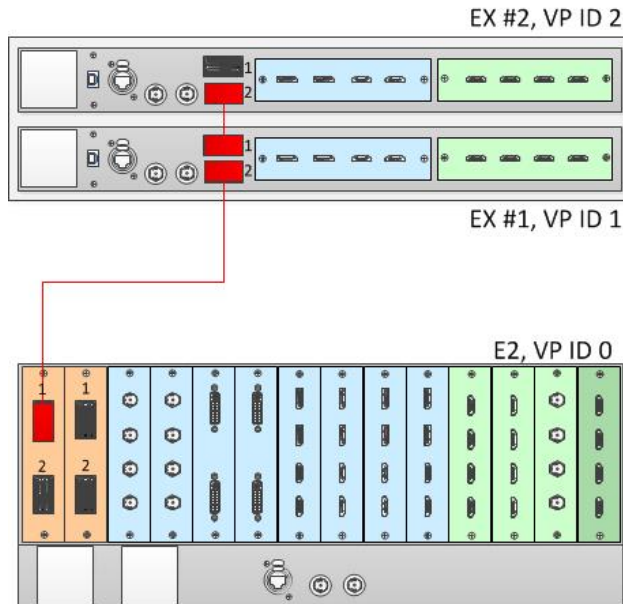 EX #2, VP ID 2
1
2
1
2
EX #1, VP ID 1
E2, VP ID 0
1 1
2 2